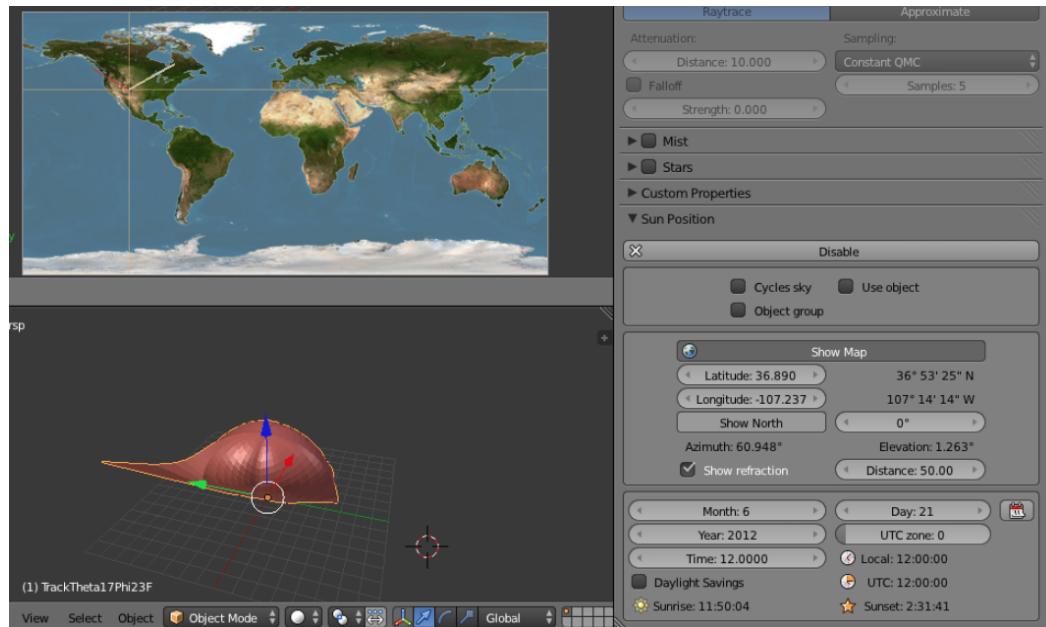 Raytrace Approximate
Attenuation: Sampling:
Distance: 10.000 Constant QMC
Falloff Samples: 5
Strength: 0.000
Mist
Stars
Custom Properties
Sun Position
Disable
Cycles sky Use object
Object group
Show Map
Latitude: 36.890 36° 53' 25" N
Longitude: -107.237 107° 14' 14" W
Show North 0°
Azimuth: 60.948° Elevation: 1.263°
Show refraction Distance: 50.00
Month: 6 Day: 21
Year: 2012 UTC zone: 0
Time: 12.0000 Local: 12:00:00
Daylight Savings UTC: 12:00:00
Sunrise: 11:50:04 Sunset: 2:31:41
y
rsp
(1) TrackTheta17Phi23F
View Select Object Object Mode Global